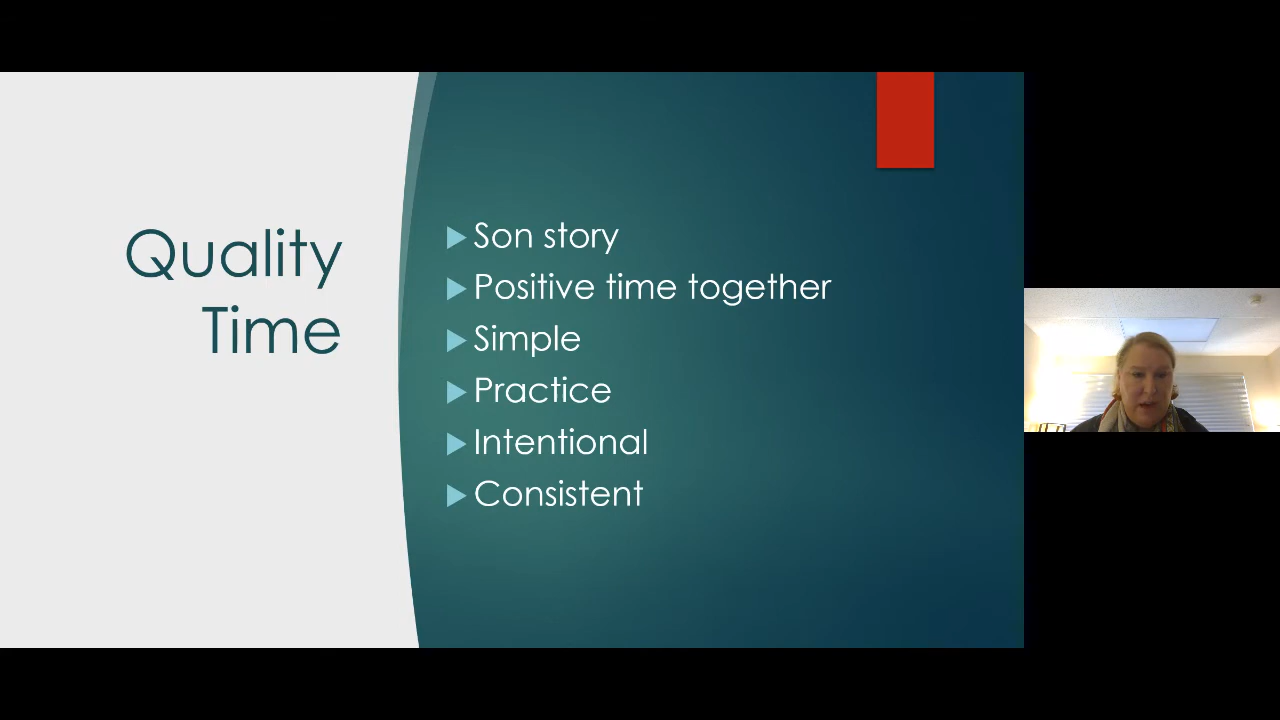 Quality
Time
Son story
Positive time together
Simple
Practice
Intentional
Consistent